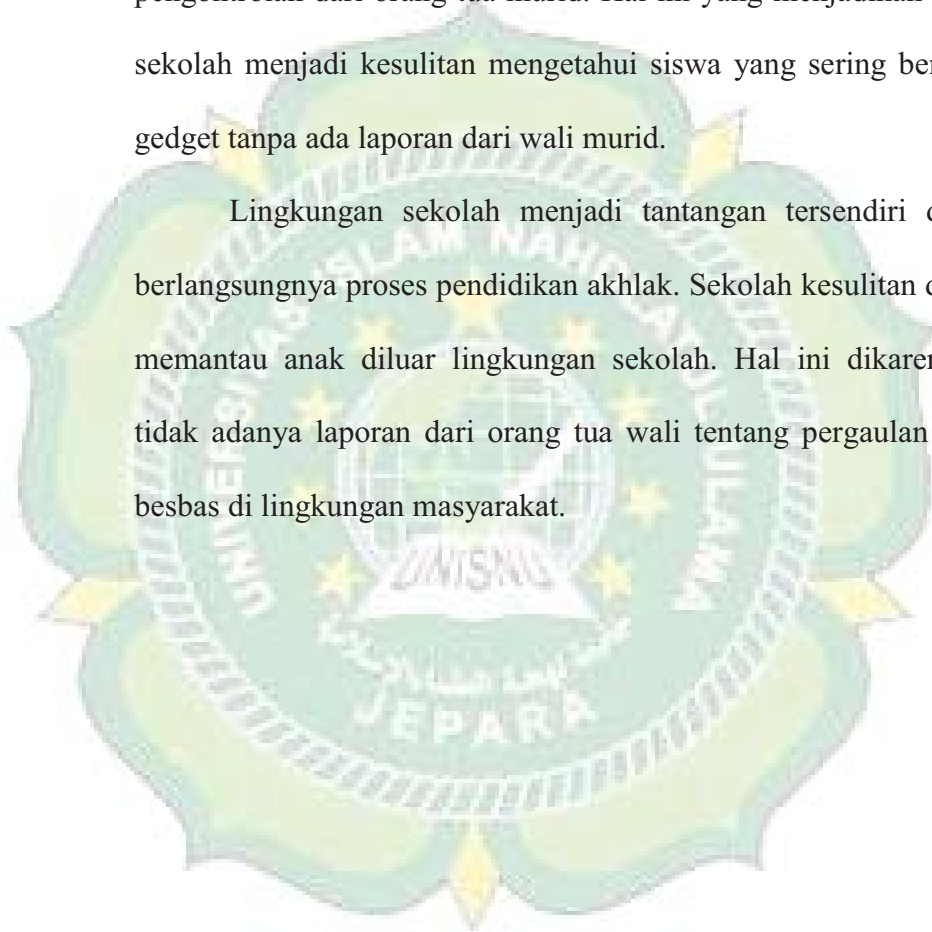 sekolah menjadi kesulitan mengetahui siswa yang sering
gedget tanpa ada laporan dari wali murid.
Lingkungan sekolah menjadi tantangan tersendiri
berlangsungnya proses pendidikan akhlak. Sekolah kesulitan
memantau anak diluar lingkungan sekolah. Hal ini
tidak adanya laporan dari orang tua wali tentang pergaulan
besbas di lingkungan masyarakat.
UNISNU
JEPARA